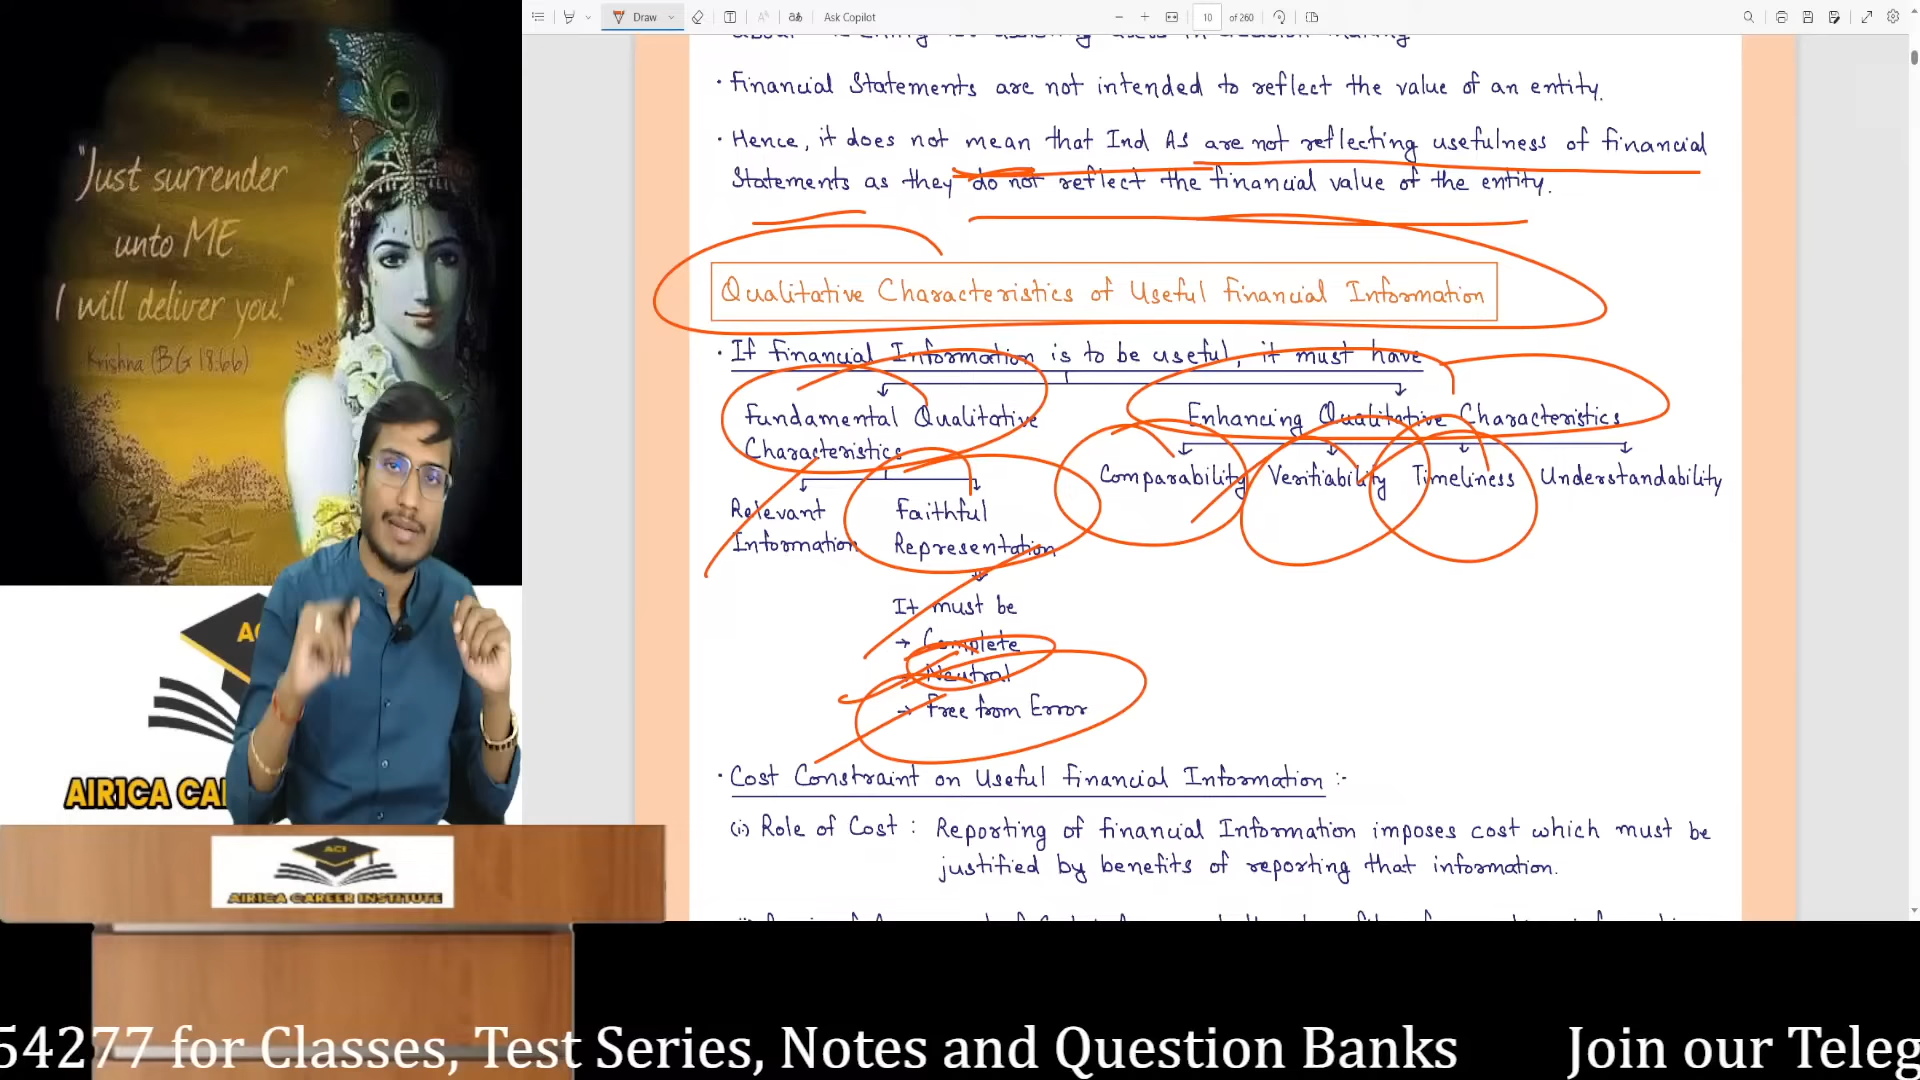 Draw
Ask Copilot
10
of 260
"Just surrender
unto ME
I will deliver you!"
Krishna (BG 18:66)
· Financial Statements are not intended to reflect the value of an entity.
· Hence, it does not mean that Ind AS are not reflecting usefulness of financial
Statements as they do not reflect the financial value of the entity.
Qualitative Characteristics of Useful Financial Information
· If Financial Information is to be useful, it must have
Fundamental Qualitative
Characteristics
Enhancing Qualitative Characteristics
Relevant
Information
Faithful
Representation
Comparability
Verifiability
Timeliness
Understandability
It must be
→ Complete
→ Neutral
→ Free from Error
· Cost Constraint on Useful Financial Information :-
(i) Role of Cost : Reporting of financial Information imposes cost which must be
justified by benefits of reporting that information.
AIR1CA CA
ACI
AIR1CA CAREER INSTITUTE
54277 for Classes, Test Series, Notes and Question Banks
Join our Teleg